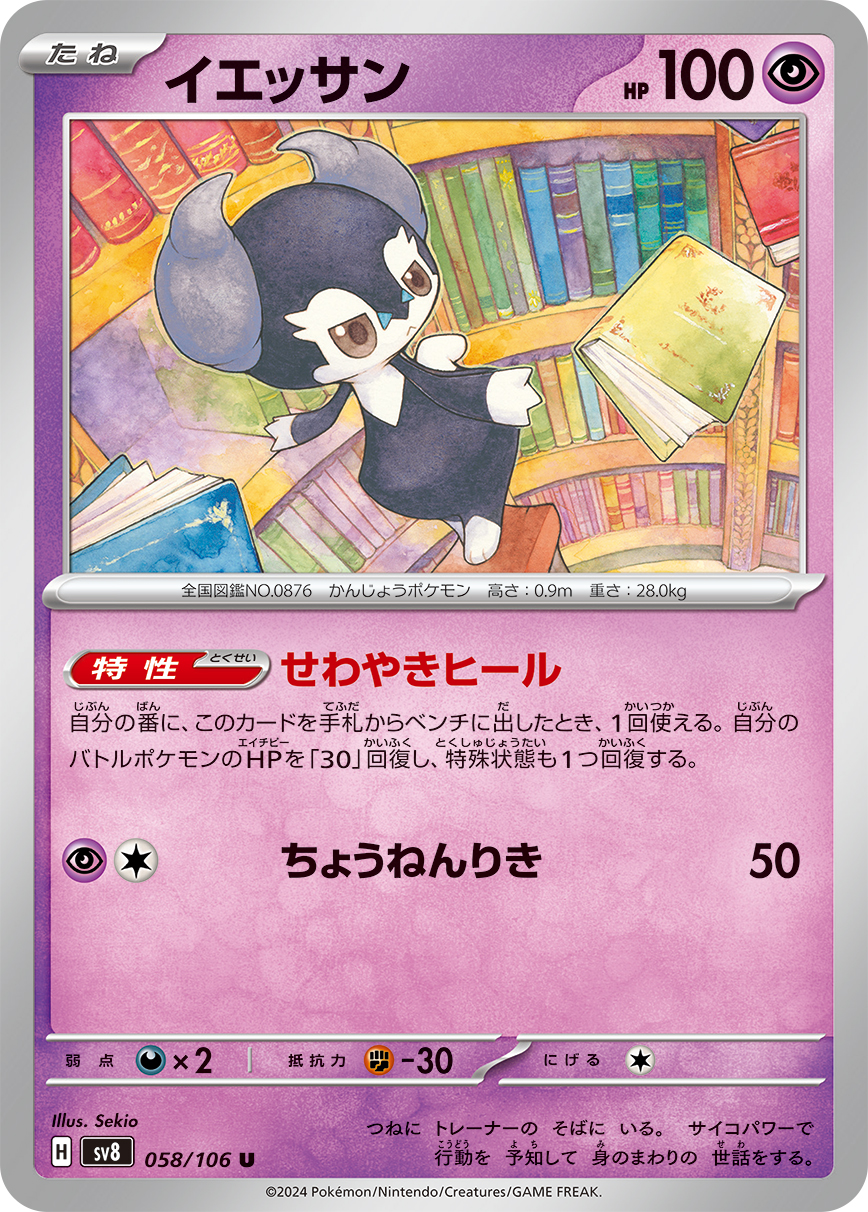 たね
イエッサン HP 100
全国図鑑NO.0876 かんじょうポケモン 高さ：0.9m 重さ：28.0kg
特性 とくせい せわやきヒール
自分の番に、このカードを手札からベンチに出したとき、1回使える。自分の
バトルポケモンのHPを「30」回復し、特殊状態も1つ回復する。
ちょうねんりき 50
弱点 ×2 抵抗力 -30 にげる
Illus. Sekio
つねに トレーナーの そばに いる。 サイコパワーで
行動を 予知して 身のまわりの 世話をする。
H sv8 058/106 U
©2024 Pokémon/Nintendo/Creatures/GAME FREAK.